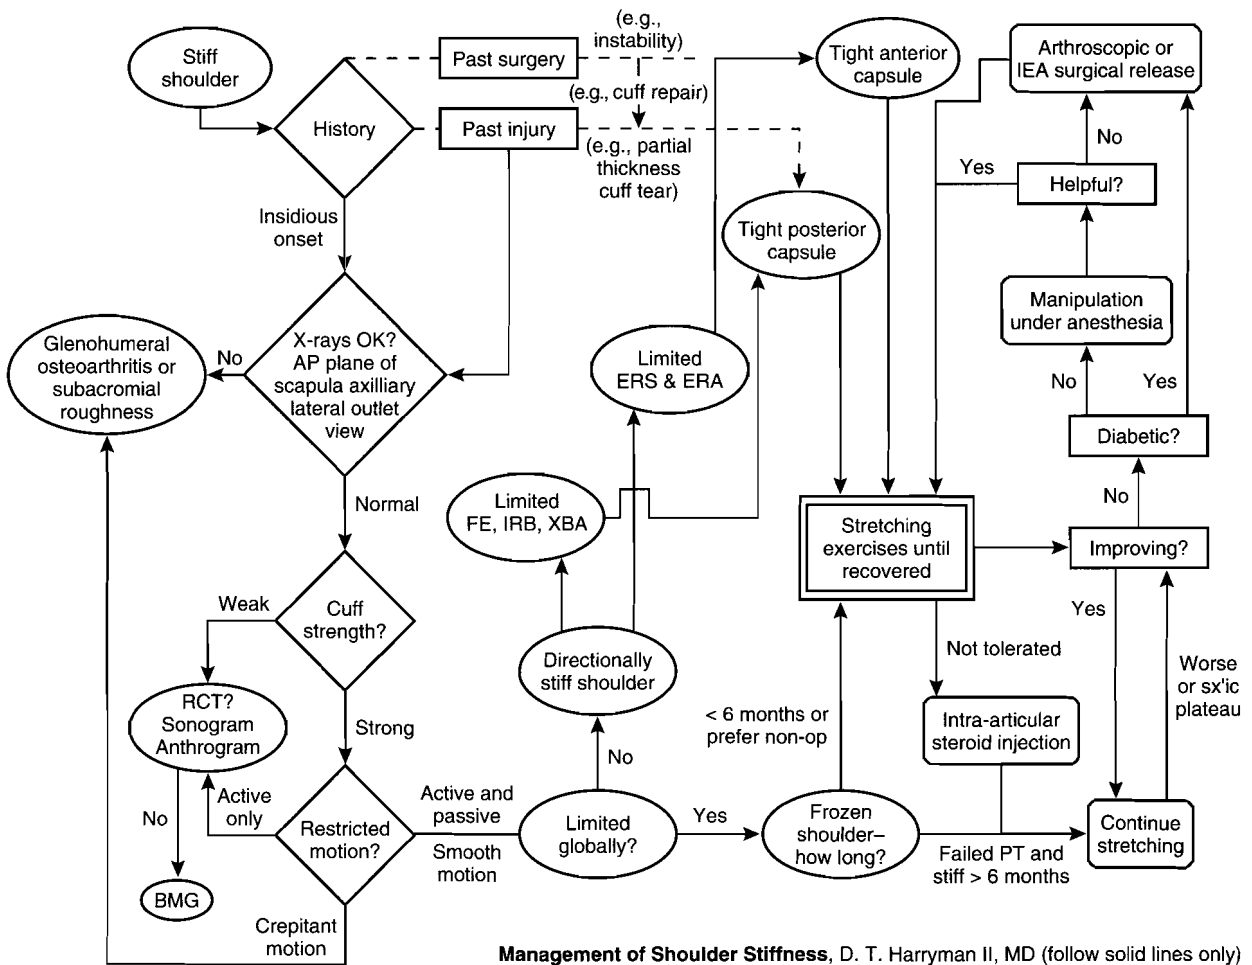 Stiff
shoulder
History
Past surgery
(e.g.,
instability)
(e.g., cuff repair)
Past injury
(e.g., partial
thickness
cuff tear)
Tight anterior
capsule
Arthroscopic or
IEA surgical release
No
Yes
Helpful?
Insidious
onset
Tight posterior
capsule
Manipulation
under anesthesia
X-rays OK?
AP plane of
scapula axilliary
lateral outlet
view
No
Glenohumeral
osteoarthritis or
subacromial
roughness
Limited
ERS & ERA
No
Yes
Diabetic?
Normal
Limited
FE, IRB, XBA
No
Stretching
exercises until
recovered
Improving?
Weak
Cuff
strength?
Yes
Directionally
stiff shoulder
Not tolerated
Worse
or sx'ic
plateau
RCT?
Sonogram
Anthrogram
Strong
< 6 months or
prefer non-op
Intra-articular
steroid injection
No
No
Active
only
Restricted
motion?
Active and
passive
Smooth
motion
Limited
globally?
Yes
Frozen
shoulder–
how long?
Failed PT and
stiff > 6 months
Continue
stretching
BMG
Crepitant
motion
Management of Shoulder Stiffness, D. T. Harryman II, MD (follow solid lines only)